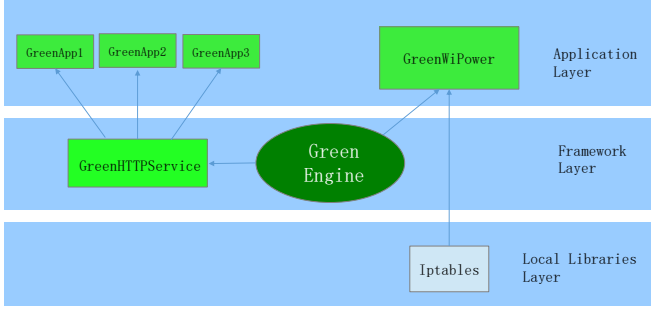 GreenApp1
GreenApp2
GreenApp3
GreenWiPower
Application
Layer
GreenHTTPService
Green
Engine
Framework
Layer
Iptables
Local Libraries
Layer